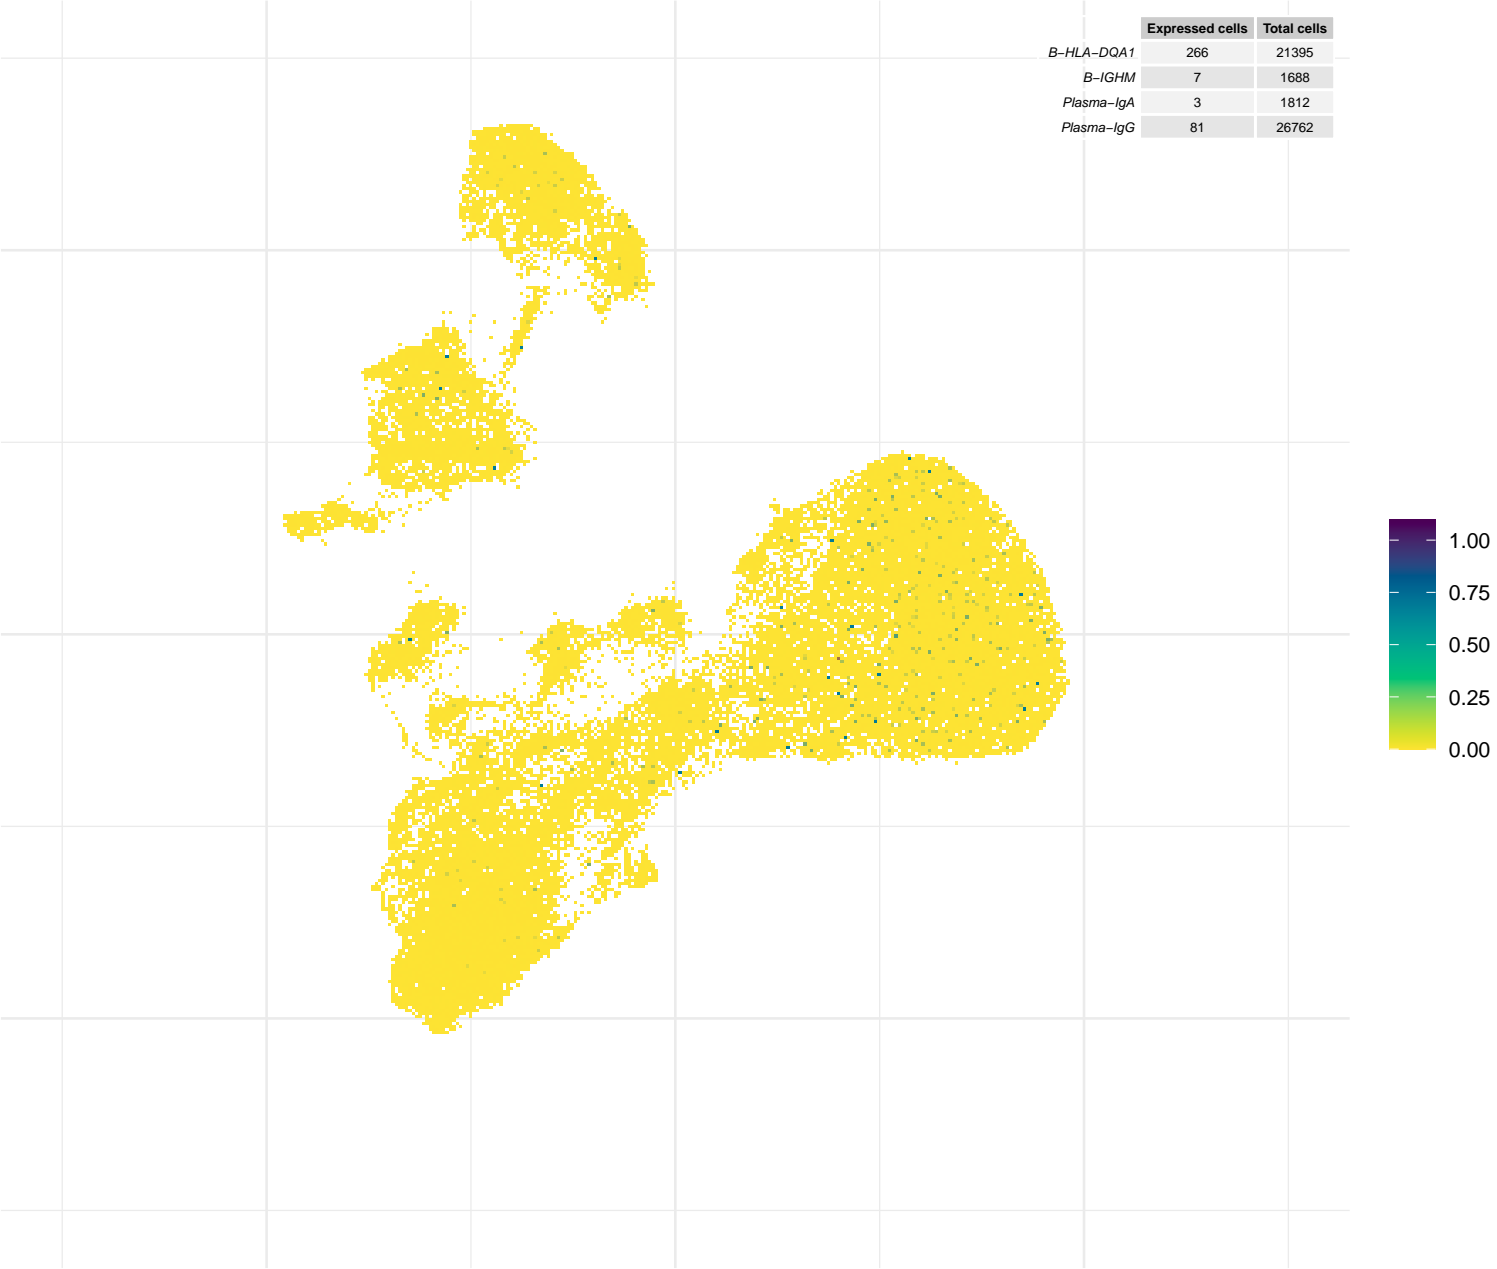 Expressed cells Total cells
B−HLA−DQA1 266 21395
B−IGHM 7 1688
Plasma−IgA 3 1812
Plasma−IgG 81 26762
1.00
0.75
0.50
0.25
0.00